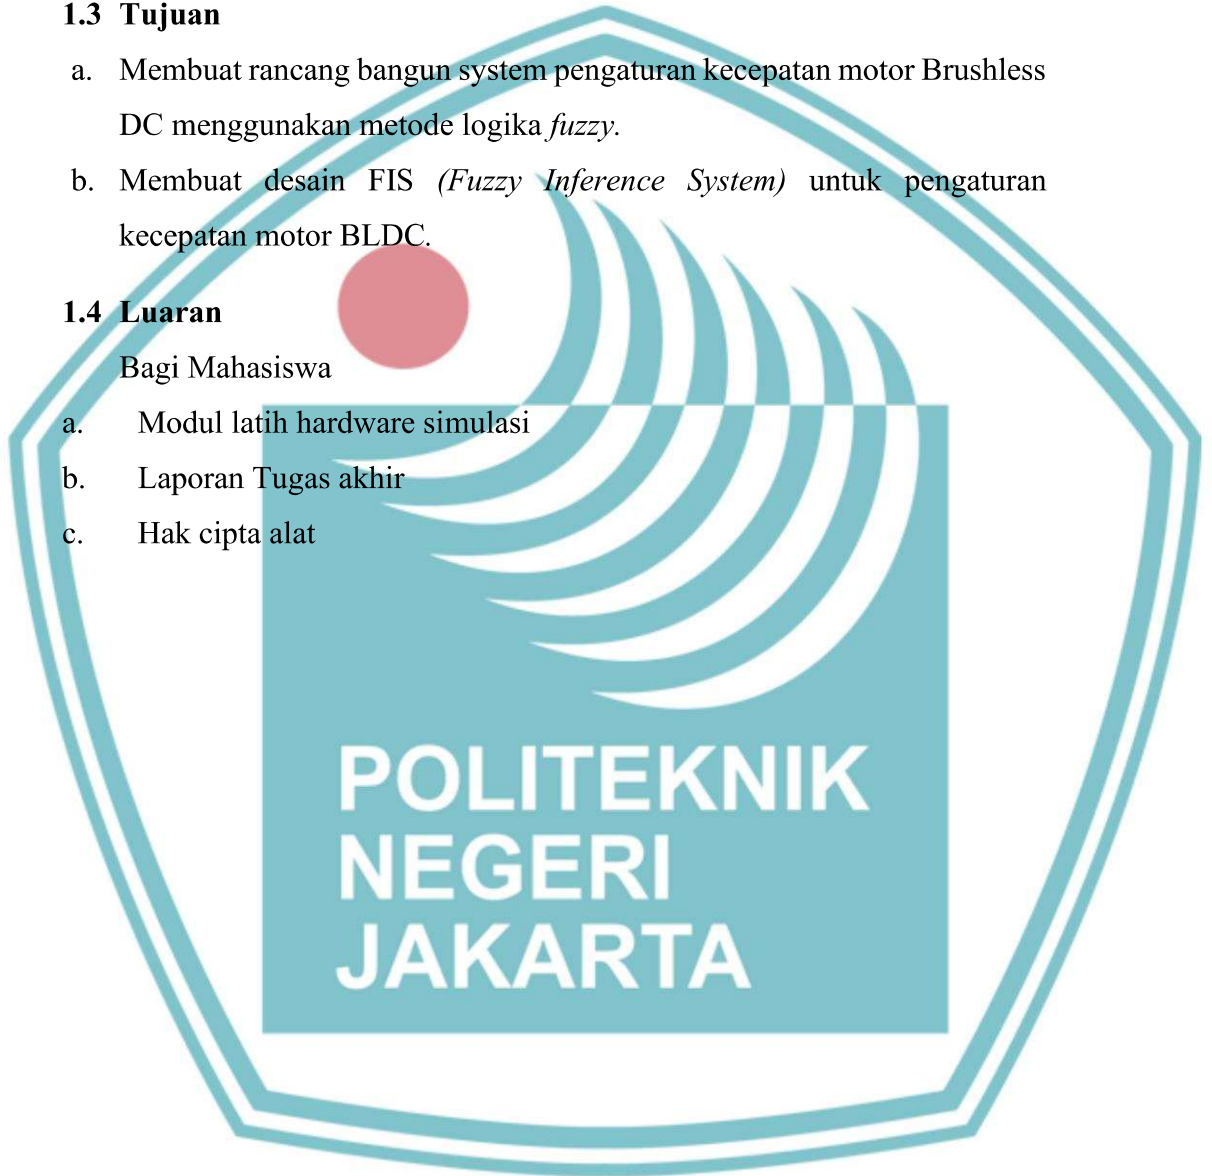 1.3 Tujuan
a. Membuat rancang bangun system pengaturan kecepatan motor Brushless
DC menggunakan metode logika fuzzy.
b. Membuat desain FIS (Fuzzy Inference System) untuk pengaturan
kecepatan motor BLDC.
1.4 Luaran
Bagi Mahasiswa
a. Modul latih hardware simulasi
b. Laporan Tugas akhir
c. Hak cipta alat
POLITEKNIK
NEGERI
JAKARTA